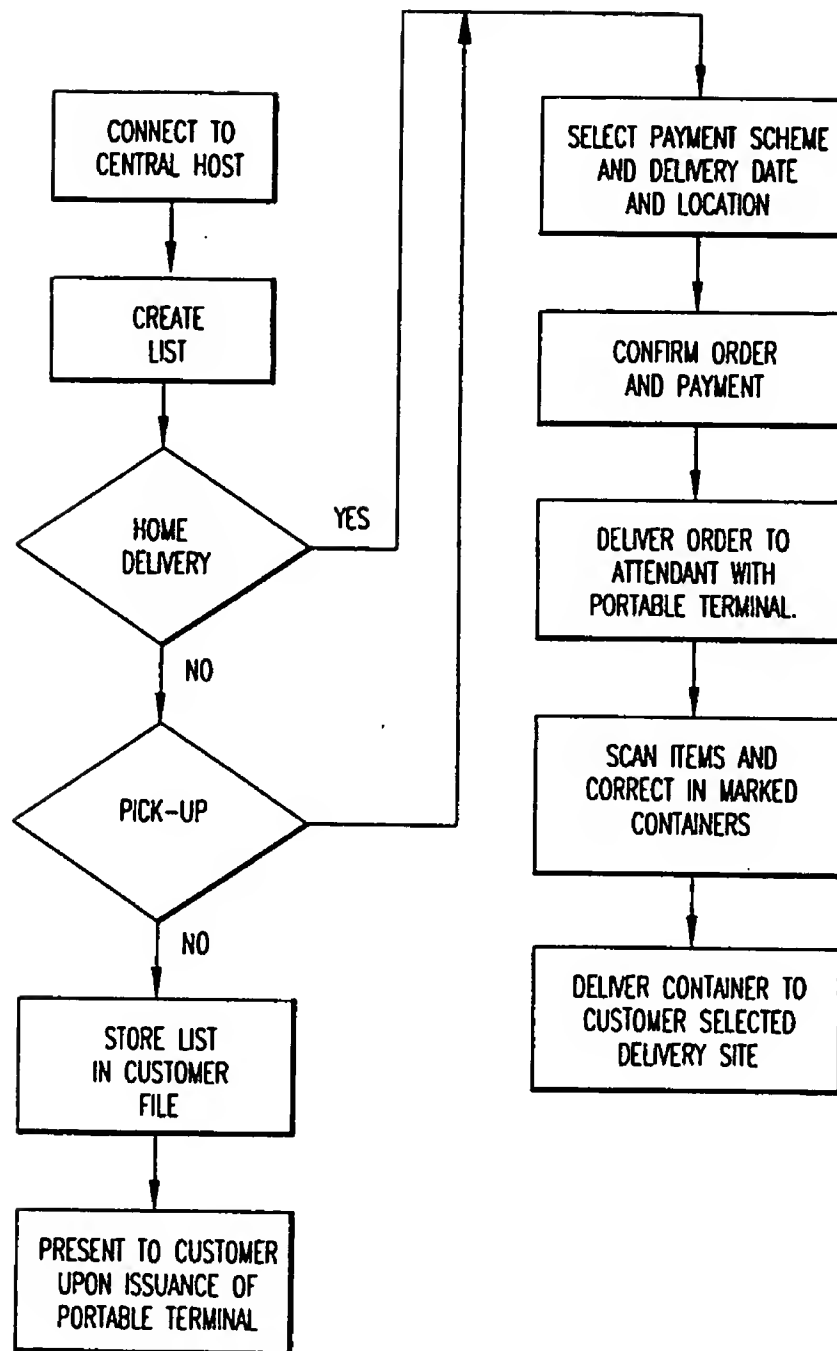 CONNECT TO
CENTRAL HOST
CREATE
LIST
HOME
DELIVERY
YES
NO
PICK-UP
NO
STORE LIST
IN CUSTOMER
FILE
PRESENT TO CUSTOMER
UPON ISSUANCE OF
PORTABLE TERMINAL
SELECT PAYMENT SCHEME
AND DELIVERY DATE
AND LOCATION
CONFIRM ORDER
AND PAYMENT
DELIVER ORDER TO
ATTENDANT WITH
PORTABLE TERMINAL.
SCAN ITEMS AND
CORRECT IN MARKED
CONTAINERS
DELIVER CONTAINER TO
CUSTOMER SELECTED
DELIVERY SITE